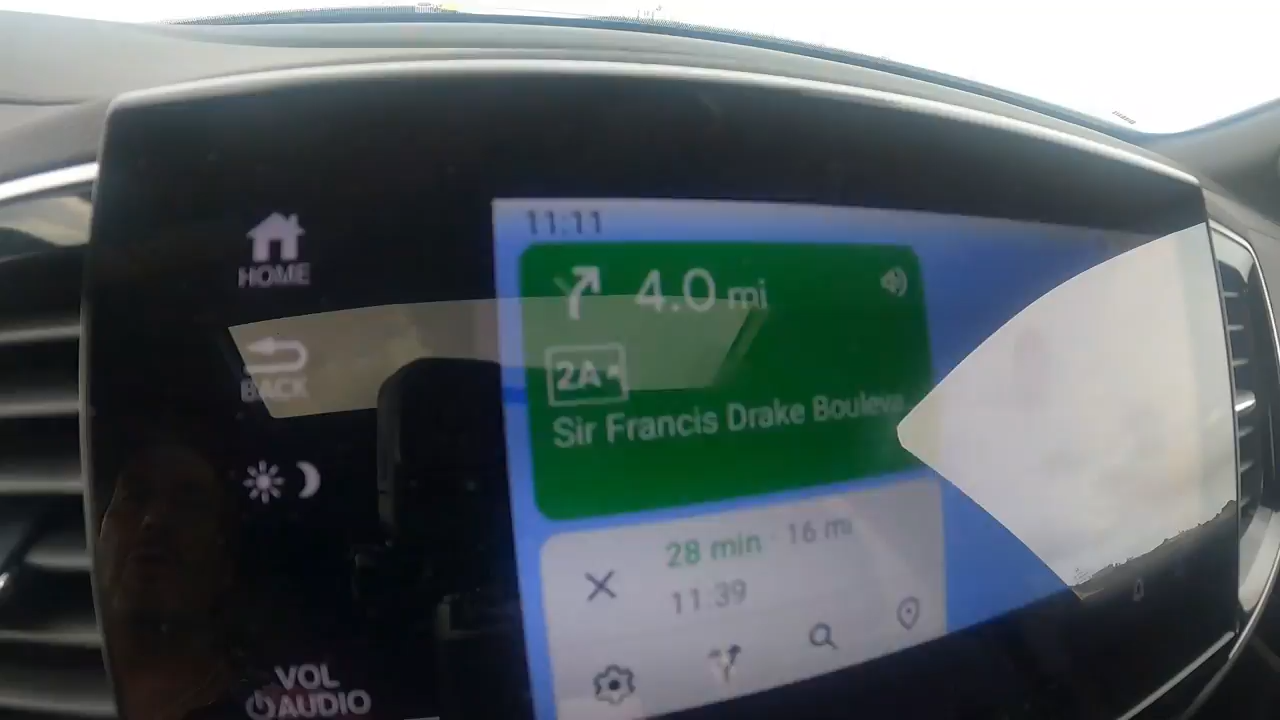 HOME
BACK
VOL
AUDIO
11:11
4.0 mi
2A
Sir Francis Drake Boulev
28 min · 16 mi
11:39